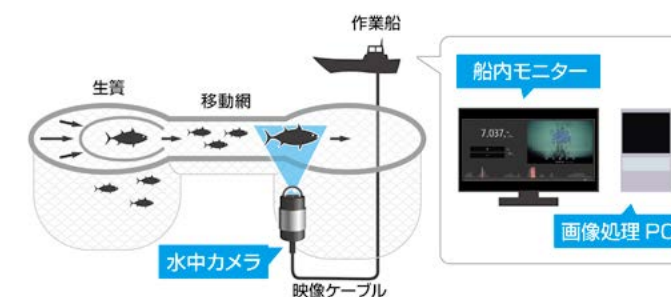 作業船
生簀
移動網
船内モニター
7,037
水中カメラ
画像処理 PC
映像ケーブル